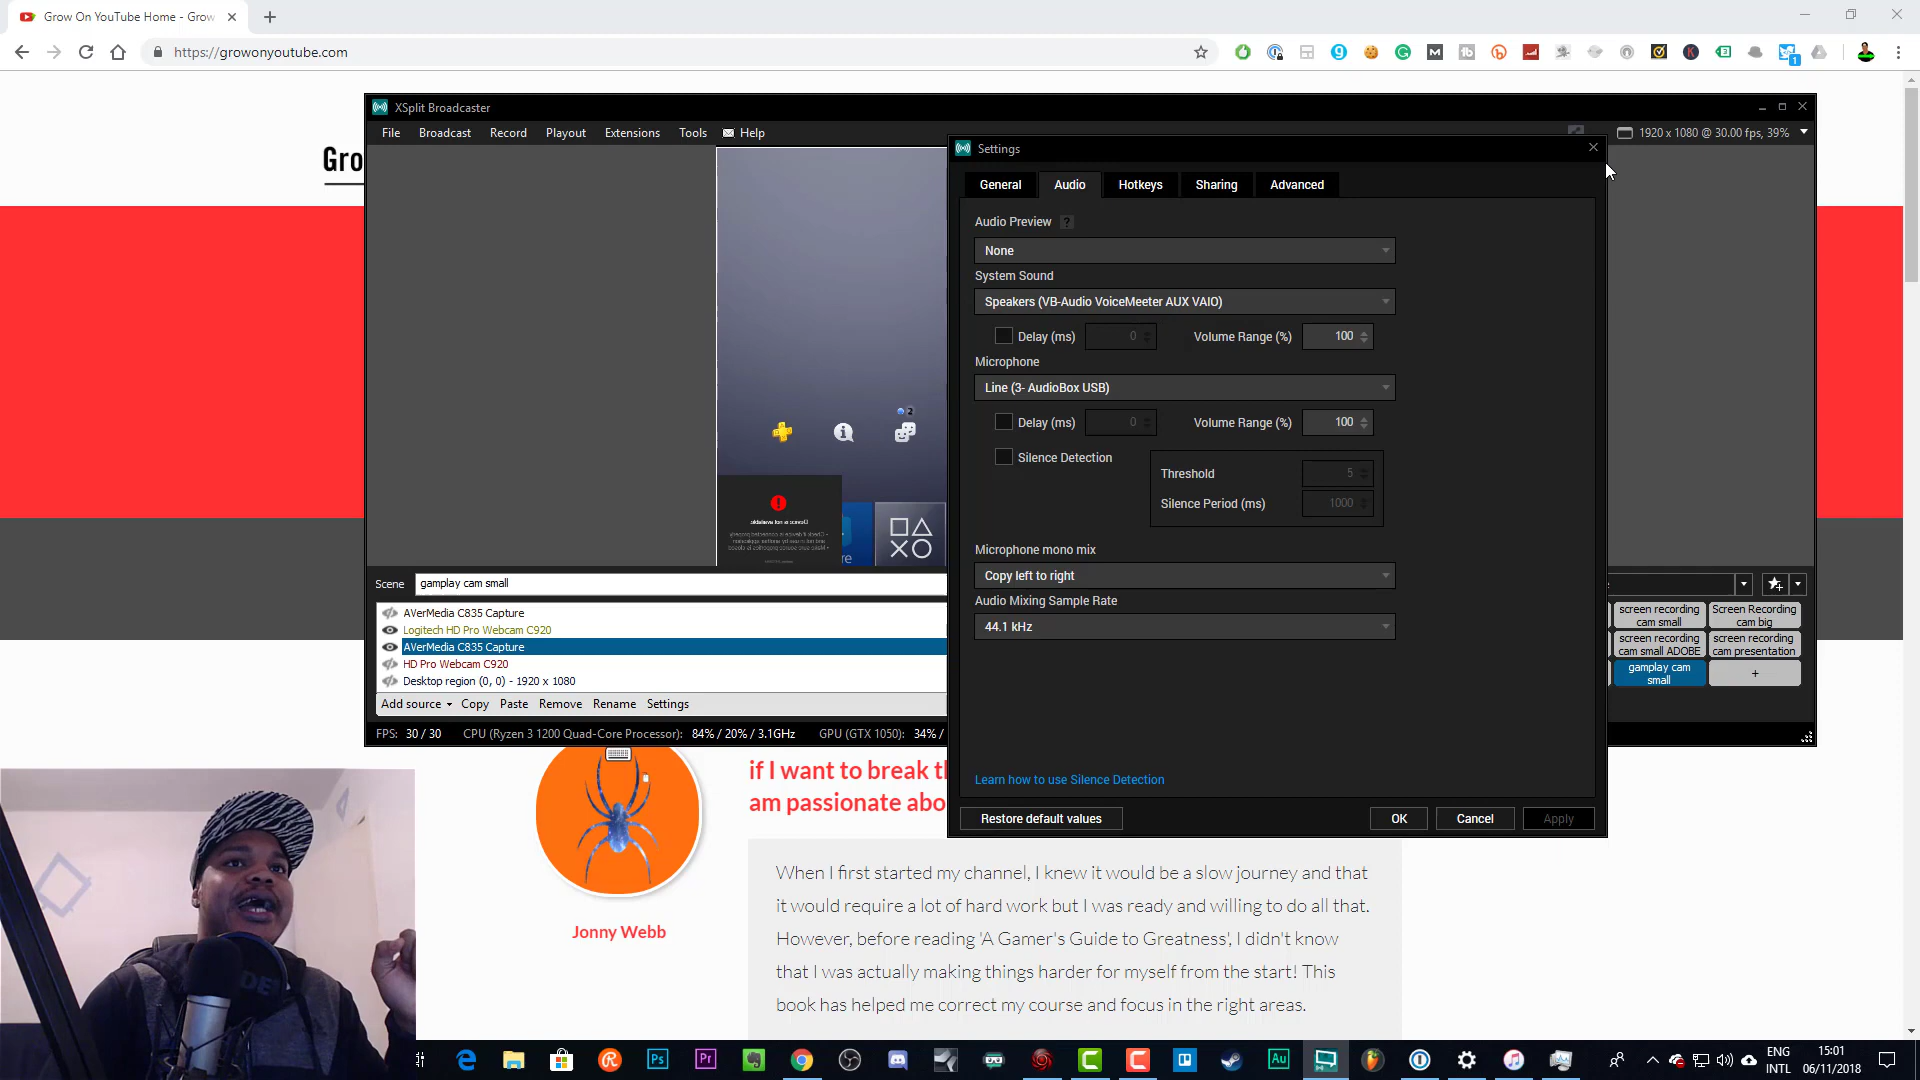 Grow On YouTube Home - Grow
https://growonyoutube.com
XSplit Broadcaster
File Broadcast Record Playout Extensions Tools Help
1920 x 1080 @ 30.00 fps, 39%
Gro
Settings
General Audio Hotkeys Sharing Advanced
Audio Preview ?
None
System Sound
Speakers (VB-Audio VoiceMeeter AUX VAIO)
Delay (ms) 0 Volume Range (%) 100
Microphone
Line (3- AudioBox USB)
Delay (ms) 0 Volume Range (%) 100
Silence Detection
Threshold 5
Silence Period (ms) 1000
Microphone mono mix
Copy left to right
Audio Mixing Sample Rate
44.1 kHz
Learn how to use Silence Detection
Restore default values OK Cancel Apply
2
re
Scene gamplay cam small
AVerMedia C835 Capture
Logitech HD Pro Webcam C920
AVerMedia C835 Capture
HD Pro Webcam C920
Desktop region (0, 0) - 1920 x 1080
Add source Copy Paste Remove Rename Settings
FPS: 30 / 30 CPU (Ryzen 3 1200 Quad-Core Processor): 84% / 20% / 3.1GHz GPU (GTX 1050): 34% /
screen recording cam small
Screen Recording cam big
screen recording cam small ADOBE
screen recording cam presentation
gamplay cam small
+
if I want to break th
am passionate abo
Jonny Webb
When I first started my channel, I knew it would be a slow journey and that
it would require a lot of hard work but I was ready and willing to do all that.
However, before reading 'A Gamer's Guide to Greatness', I didn't know
that I was actually making things harder for myself from the start! This
book has helped me correct my course and focus in the right areas.
ENG
INTL
15:01
06/11/2018